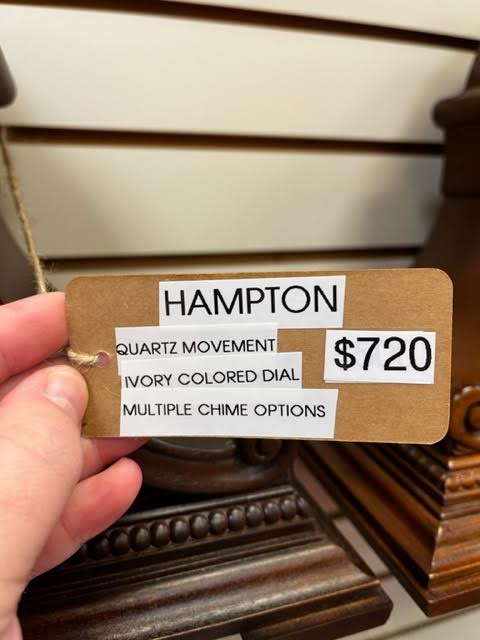 HAMPTON
QUARTZ MOVEMENT
$720
IVORY COLORED DIAL
MULTIPLE CHIME OPTIONS